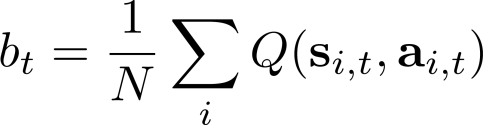 $b_t = \frac{1}{N} \sum_i Q(\mathbf{s}_{i,t}, \mathbf{a}_{i,t})$